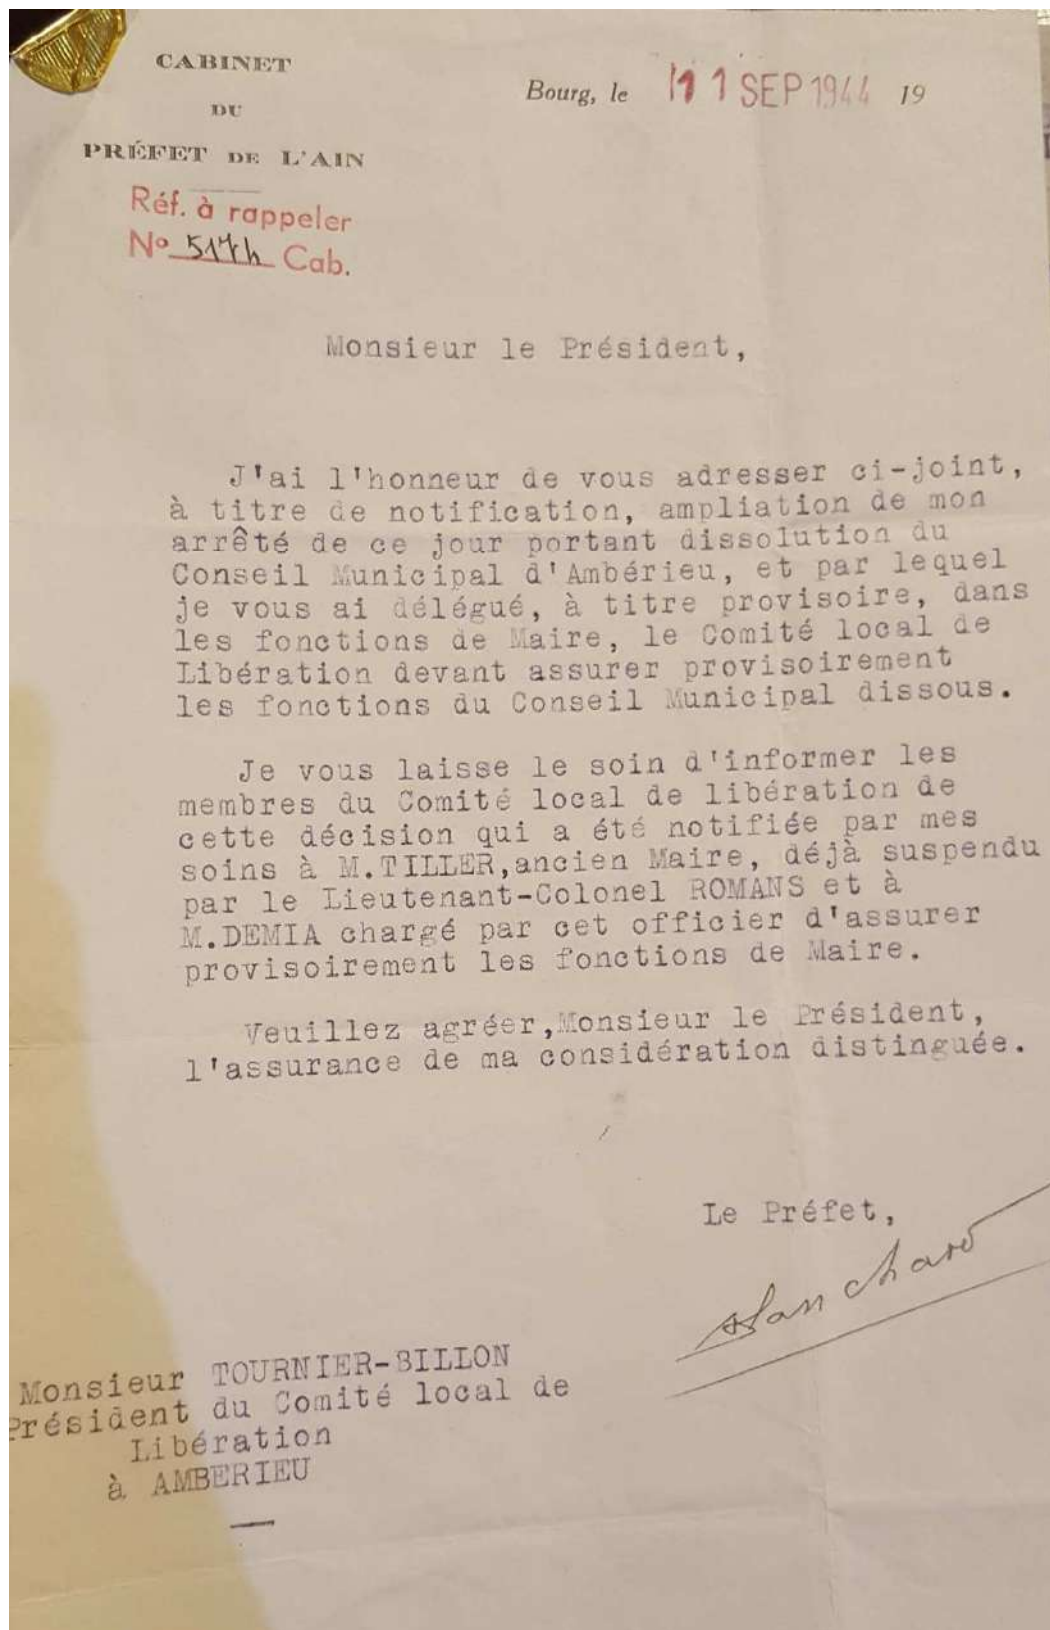 CABINET
DU
PRÉFET DE L'AIN
Bourg, le 11 SEP 1944 19
Réf. à rappeler
Nº Cab.
Monsieur le Président,
J'ai l'honneur de vous adresser ci-joint,
à titre de notification, ampliation de mon
arrêté de ce jour portant dissolution du
Conseil Municipal d'Ambérieu, et par lequel
je vous ai délégué, à titre provisoire, dans
les fonctions de Maire, le Comité local de
Libération devant assurer provisoirement
les fonctions du Conseil Municipal dissous.
Je vous laisse le soin d'informer les
membres du Comité local de libération de
cette décision qui a été notifiée par mes
soins à M.TILLER,ancien Maire, déjà suspendu
par le Lieutenant-Colonel ROMANS et à
M.DEMIA chargé par cet officier d'assurer
provisoirement les fonctions de Maire.
Veuillez agréer,Monsieur le Président,
l'assurance de ma considération distinguée.
Le Préfet,
Monsieur TOURNIER-BILLON
Président du Comité local de
Libération
à AMBERIEU